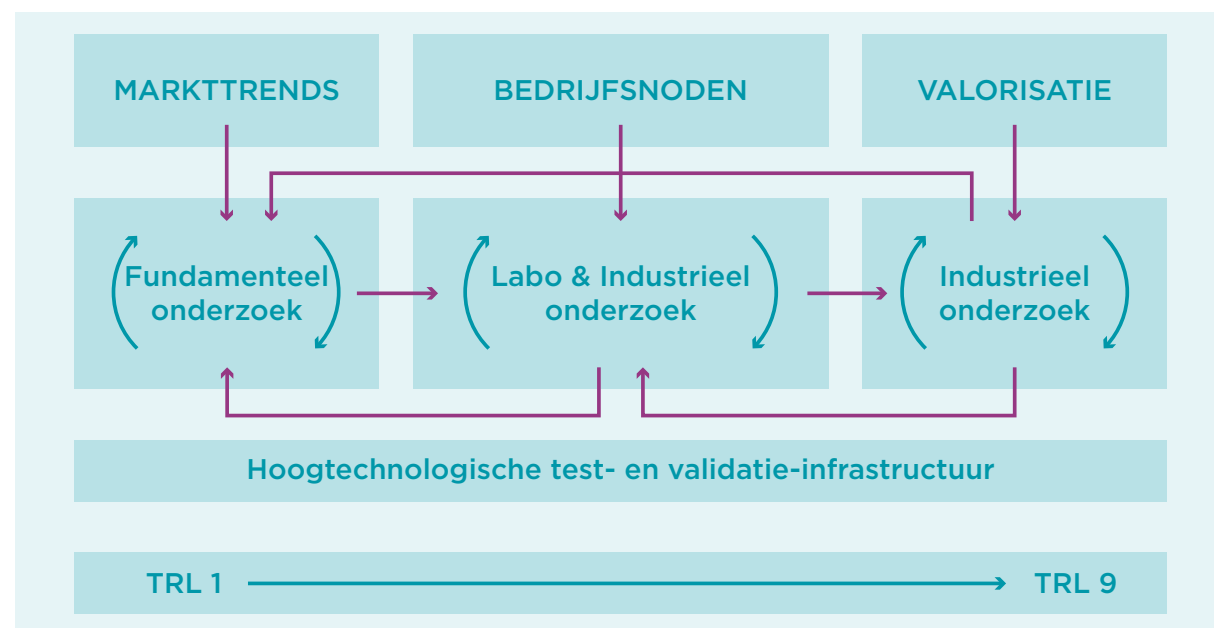 MARKTTRENDS
BEDRIJFSNODEN
VALORISATIE
Fundamenteel
onderzoek
Labo & Industrieel
onderzoek
Industrieel
onderzoek
Hoogtechnologische test- en validatie-infrastructuur
TRL 1
TRL 9